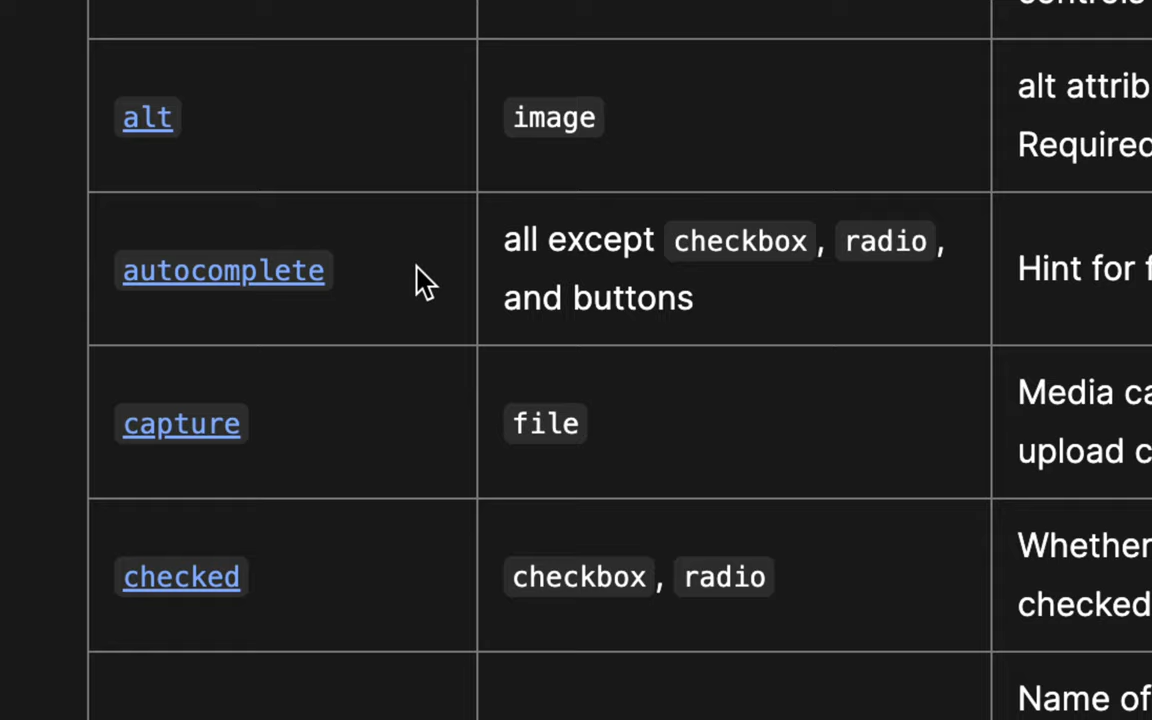 alt
image
alt attrib
Required
autocomplete
all except checkbox, radio,
and buttons
Hint for f
capture
file
Media ca
upload c
checked
checkbox, radio
Whether
checked
Name of